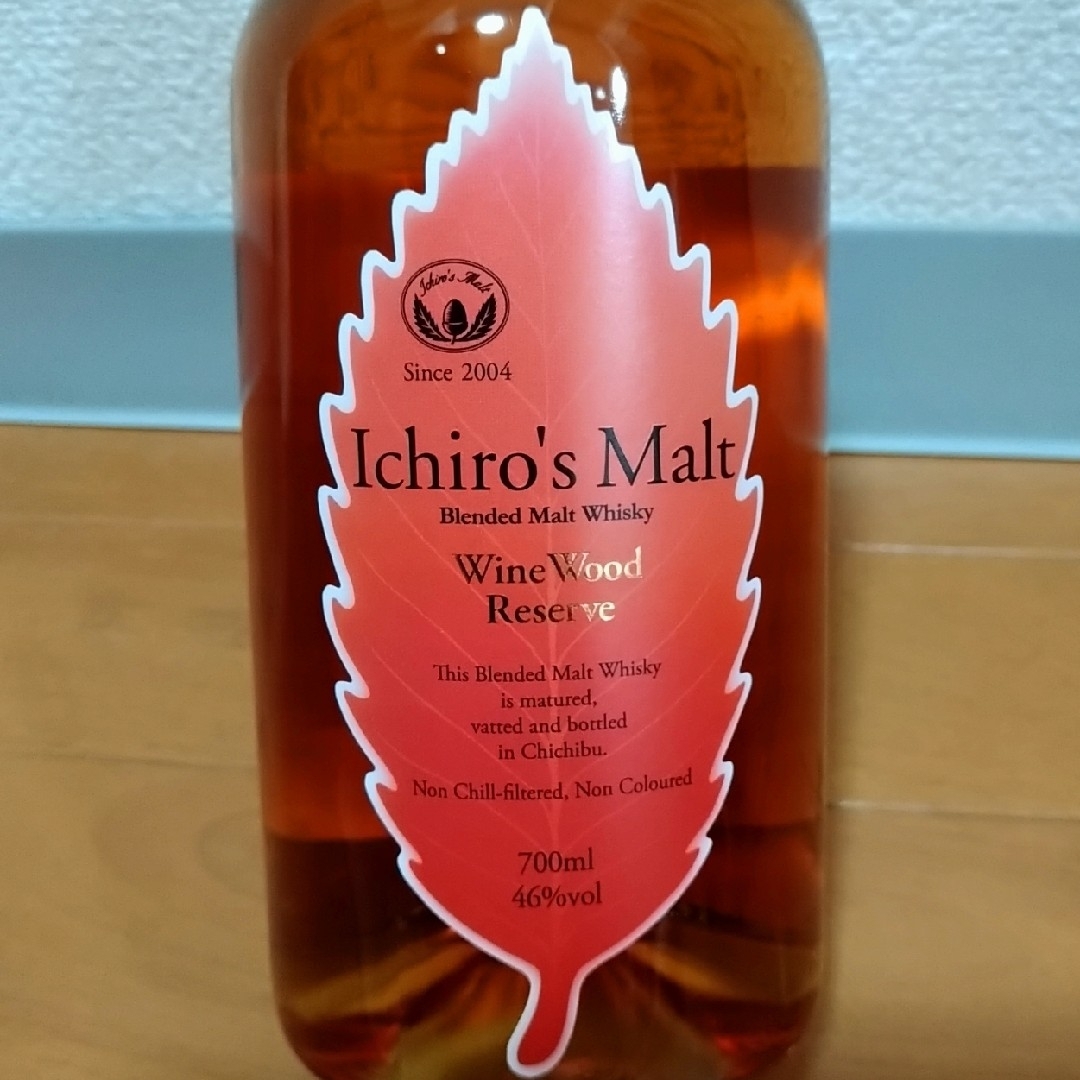 Ichiro's Malt
Since 2004
Ichiro's Malt
Blended Malt Whisky
Wine Wood
Reserve
This Blended Malt Whisky
is matured,
vatted and bottled
in Chichibu.
Non Chill-filtered, Non Coloured
700ml
46%vol